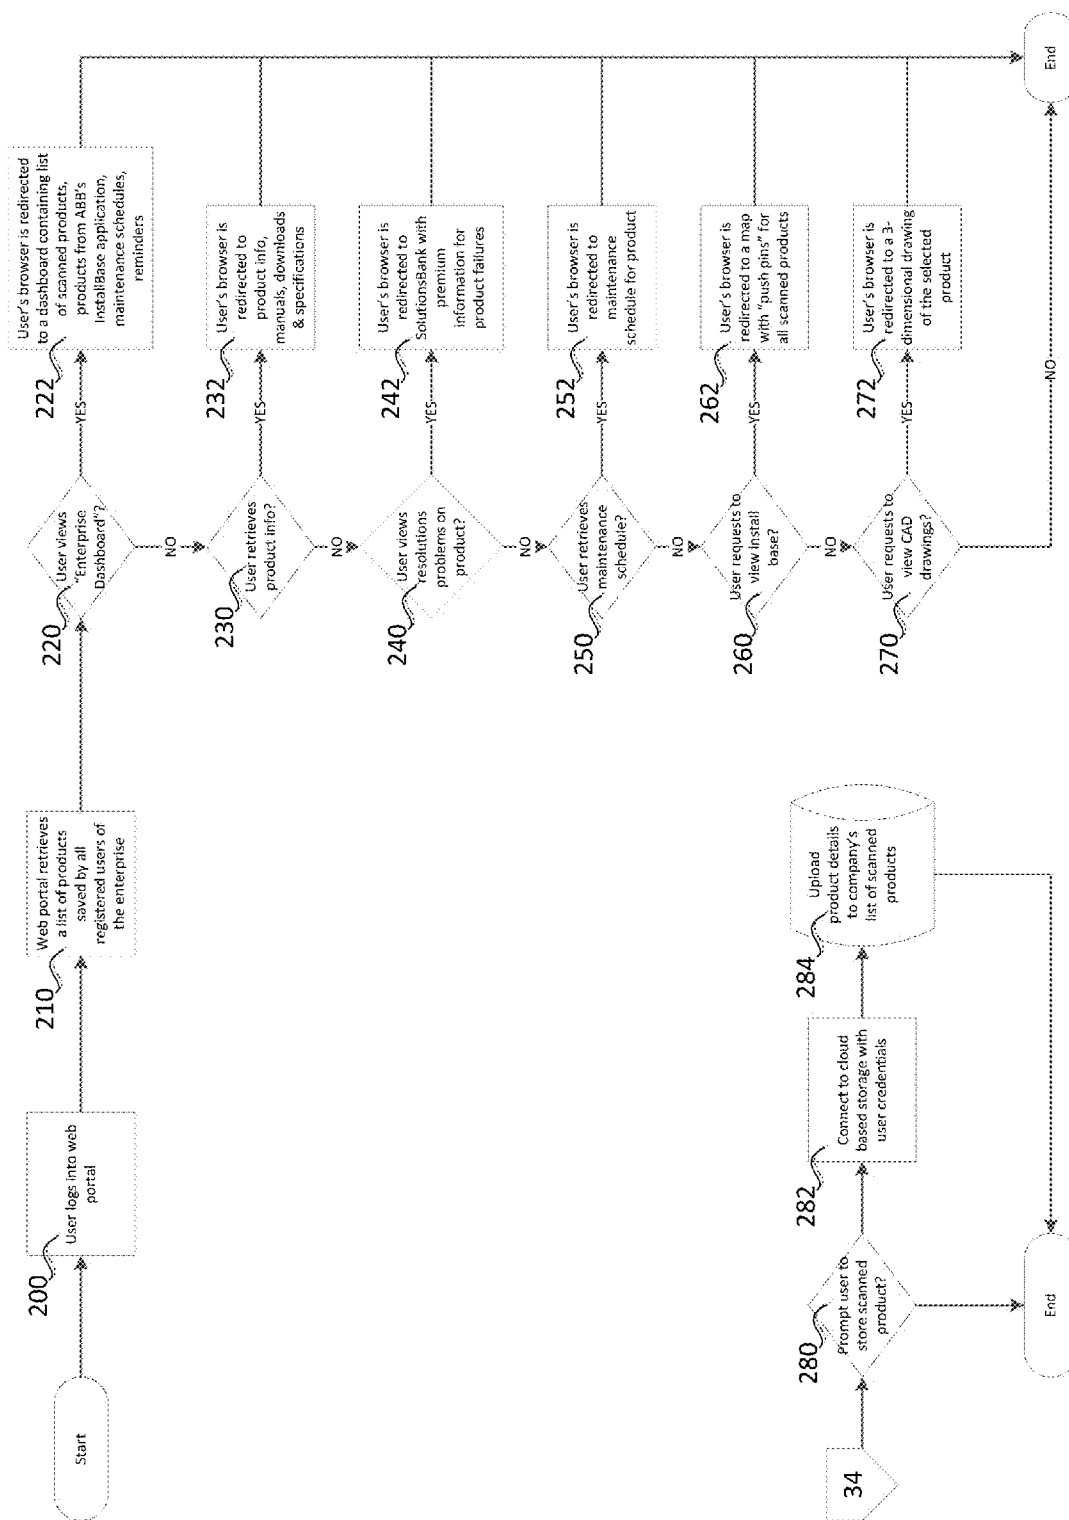 Start
200
User logs into web
portal
210
Web portal retrieves
a list of products
saved by all
registered users of
the enterprise
220
User views
"Enterprise
Dashboard"?
YES
222
User's browser is redirected
to a dashboard containing list
of scanned products,
products from ABB's
InstallBase application,
maintenance schedules,
reminders
NO
230
User retrieves
product info?
YES
232
User's browser is
redirected to
product info,
manuals, downloads
& specifications
NO
240
User views
resolutions
problems on
product?
YES
242
User's browser is
redirected to
SolutionsBank with
premium
information for
product failures
NO
250
User retrieves
maintenance
schedule?
YES
252
User's browser is
redirected to
maintenance
schedule for product
NO
260
User requests to
view install
base?
YES
262
User's browser is
redirected to a map
with "push pins" for
all scanned products
NO
270
User requests to
view CAD
drawings?
YES
272
User's browser is
redirected to a 3-
dimensional drawing
of the selected
product
NO
End
34
280
Prompt user to
store scanned
product?
282
Connect to cloud
based storage with
user credentials
284
Upload
product details
to company's
list of scanned
products
End